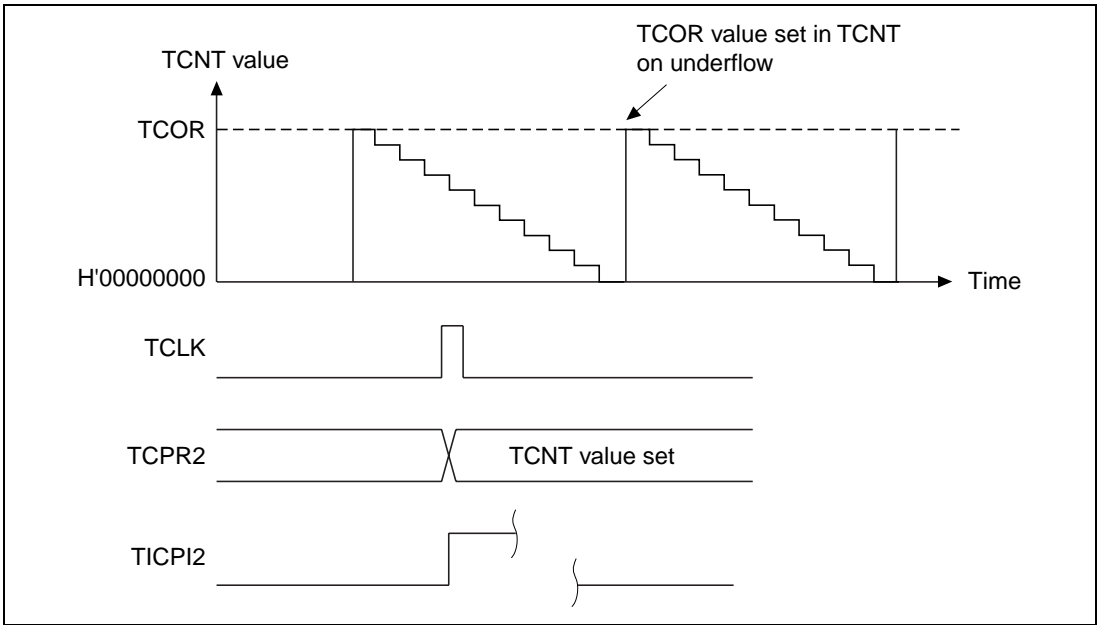 TCOR value set in TCNT
on underflow
TCNT value
TCOR
H'00000000
Time
TCLK
TCPR2
TCNT value set
TICPI2